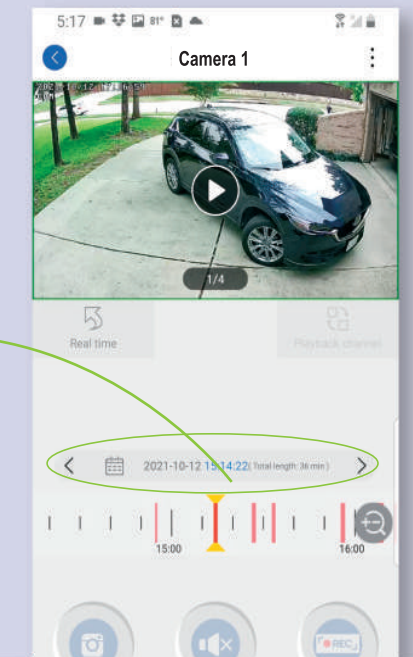 5:17 81°
Camera 1
1/4
Real time
Playback channel
2021-10-12 15:14:22 (Total length: 36 min)
15:00 16:00
REC